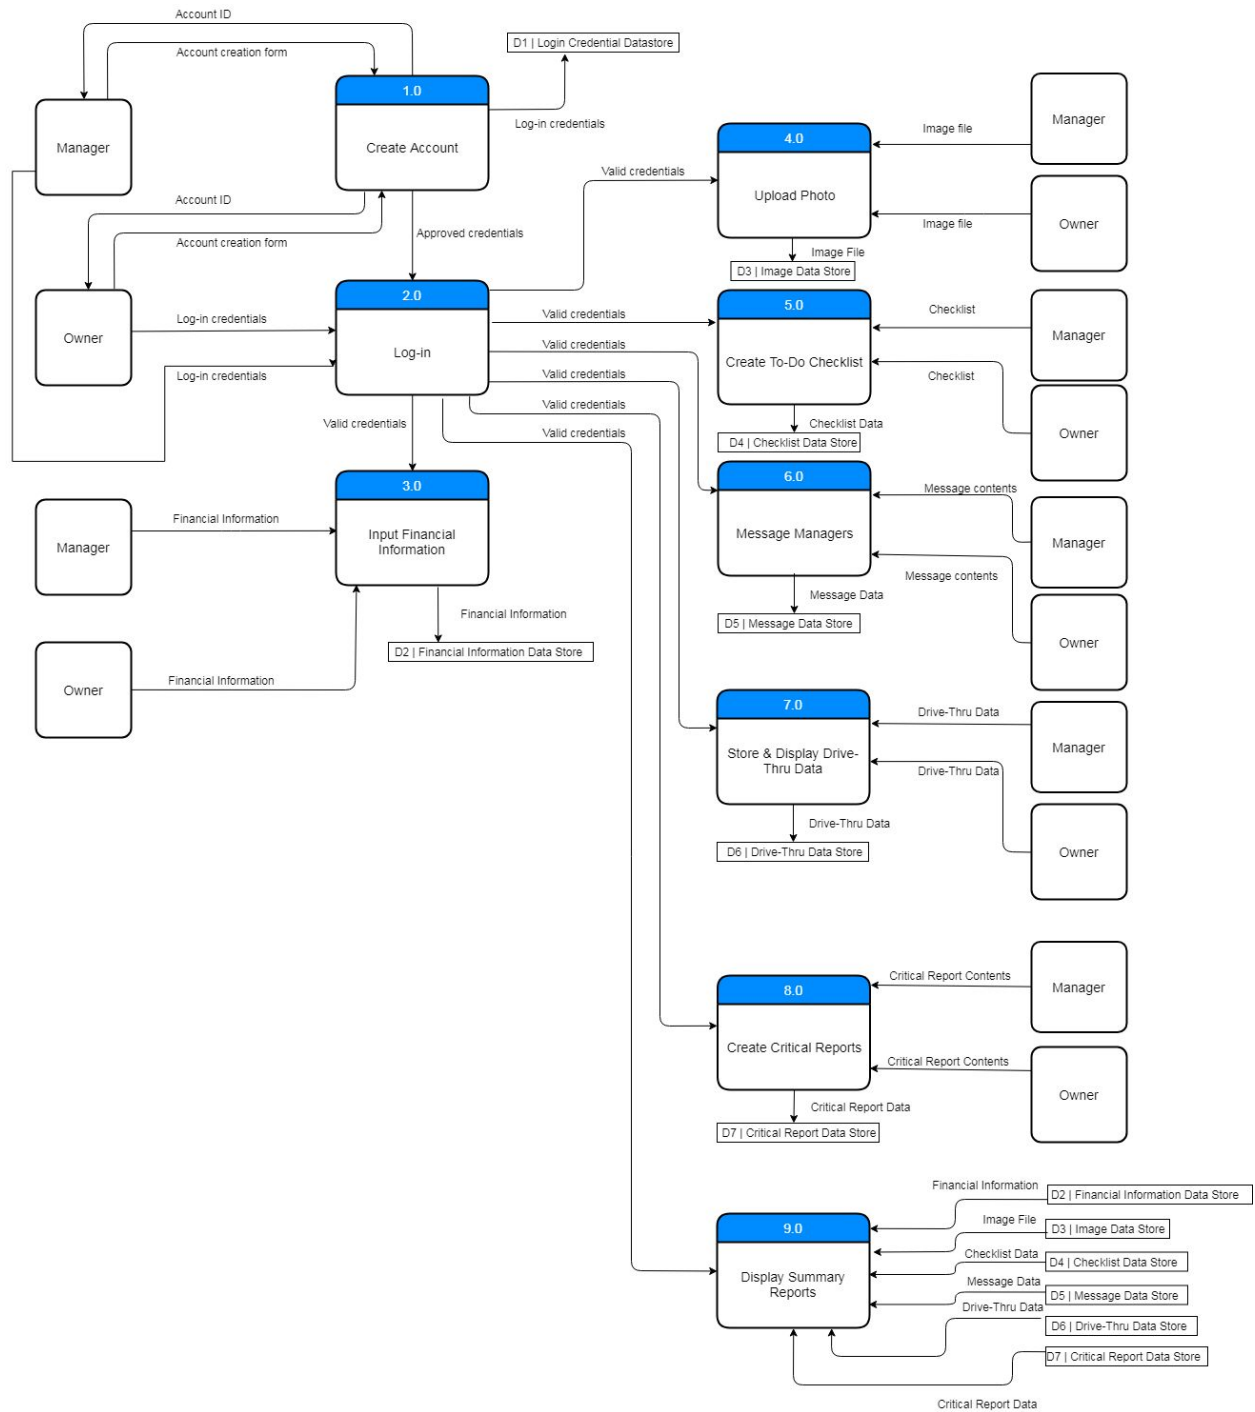 Account ID
Account creation form
D1 | Login Credential Datastore
1.0
Create Account
Manager
Log-in credentials
Account ID
Account creation form
Approved credentials
Owner
Log-in credentials
Log-in credentials
2.0
Log-in
Valid credentials
Valid credentials
Valid credentials
Valid credentials
Valid credentials
Valid credentials
Valid credentials
3.0
Input Financial
Information
Manager
Financial Information
Owner
Financial Information
Financial Information
D2 | Financial Information Data Store
4.0
Upload Photo
Image file
Manager
Image file
Owner
Image File
D3 | Image Data Store
5.0
Create To-Do Checklist
Checklist
Manager
Checklist
Owner
Checklist Data
D4 | Checklist Data Store
6.0
Message Managers
Message contents
Manager
Message contents
Owner
Message Data
D5 | Message Data Store
7.0
Store & Display Drive-
Thru Data
Drive-Thru Data
Manager
Drive-Thru Data
Owner
Drive-Thru Data
D6 | Drive-Thru Data Store
8.0
Create Critical Reports
Critical Report Contents
Manager
Critical Report Contents
Owner
Critical Report Data
D7 | Critical Report Data Store
9.0
Display Summary
Reports
Financial Information
D2 | Financial Information Data Store
Image File
D3 | Image Data Store
Checklist Data
D4 | Checklist Data Store
Message Data
D5 | Message Data Store
Drive-Thru Data
D6 | Drive-Thru Data Store
D7 | Critical Report Data Store
Critical Report Data